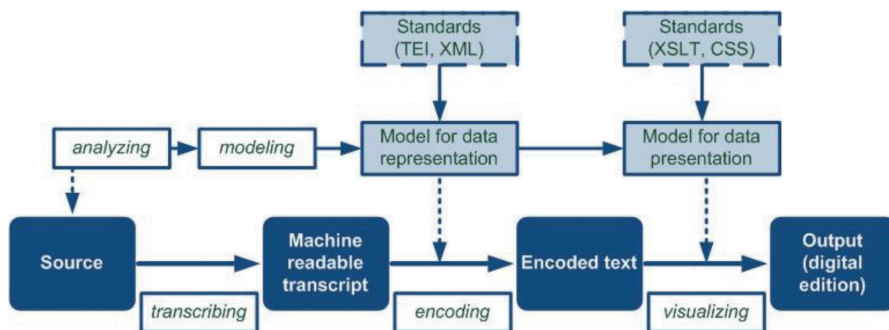 Standards
(TEI, XML)
Standards
(XSLT, CSS)
analyzing
modeling
Model for data
representation
Model for data
presentation
Source
Machine
readable
transcript
Encoded text
Output
(digital
edition)
transcribing
encoding
visualizing